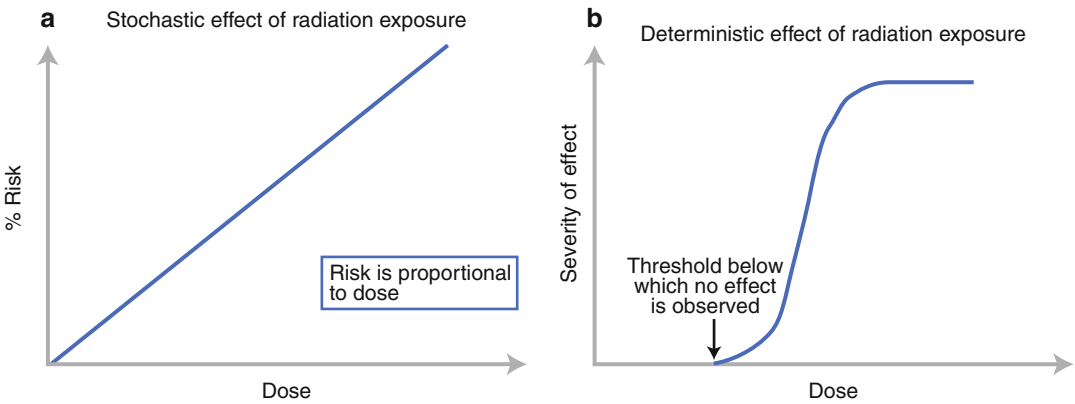 a
Stochastic effect of radiation exposure
% Risk
Risk is proportional
to dose
Dose
b
Deterministic effect of radiation exposure
Severity of effect
Threshold below
which no effect
is observed
Dose